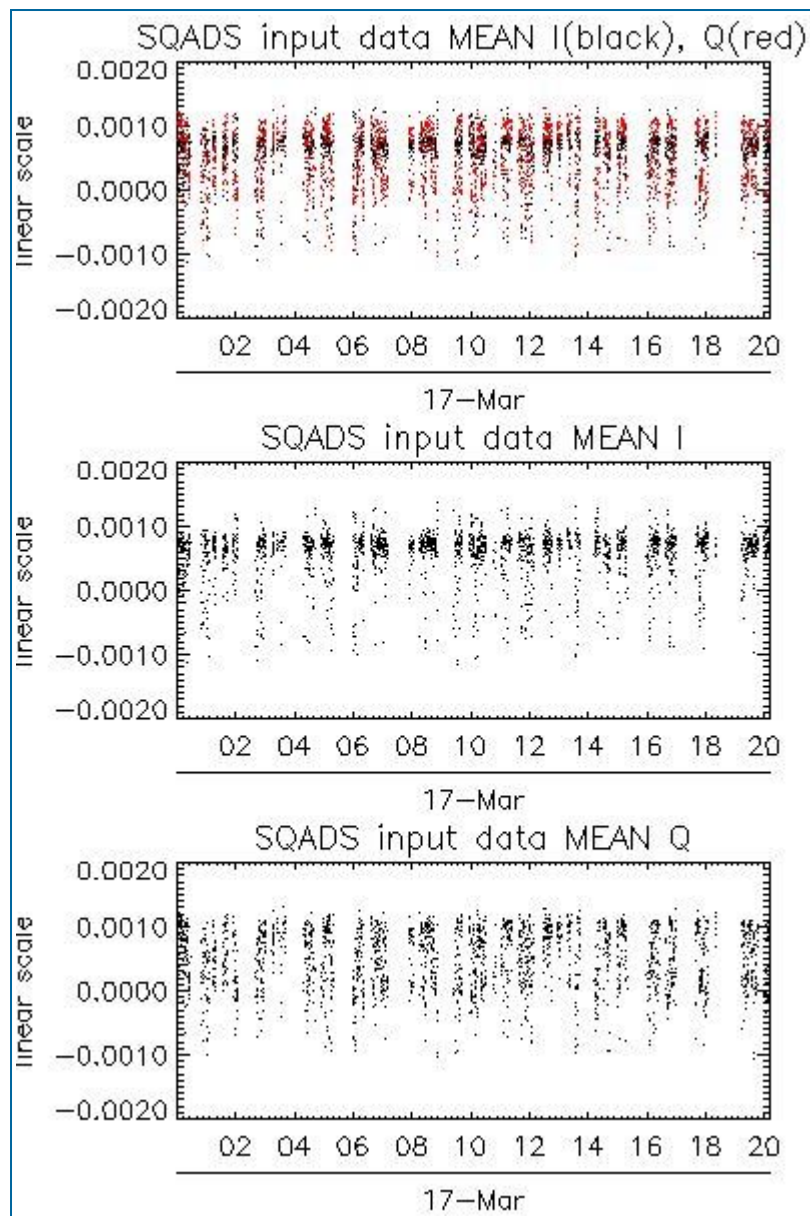 SQADS input data MEAN I(black), Q(red)
0.0020
0.0010
0.0000
−0.0010
−0.0020
linear scale
02 04 06 08 10 12 14 16 18 20
17−Mar
SQADS input data MEAN I
0.0020
0.0010
0.0000
−0.0010
−0.0020
linear scale
02 04 06 08 10 12 14 16 18 20
17−Mar
SQADS input data MEAN Q
0.0020
0.0010
0.0000
−0.0010
−0.0020
linear scale
02 04 06 08 10 12 14 16 18 20
17−Mar